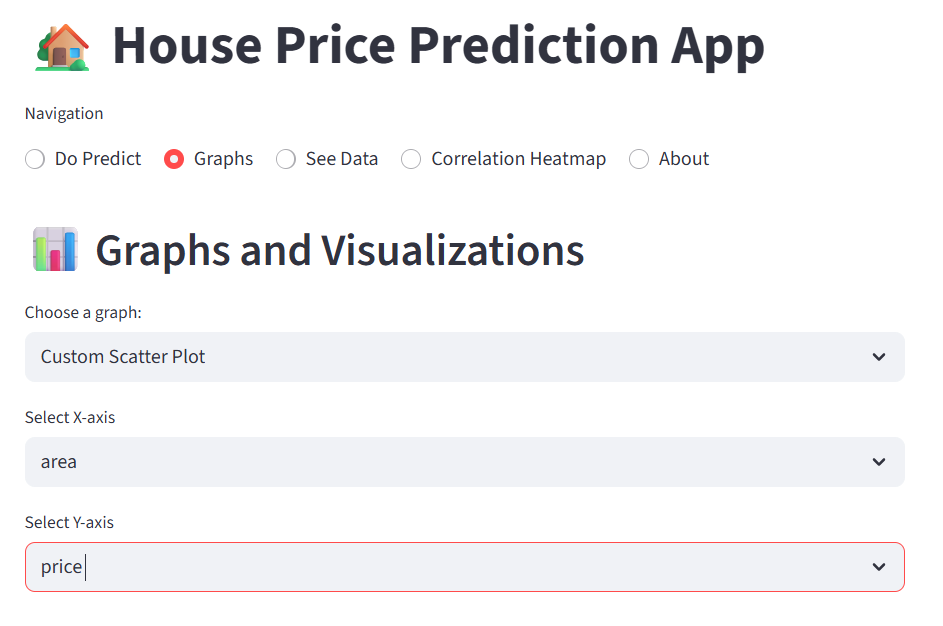 House Price Prediction App
Navigation
Do Predict Graphs See Data Correlation Heatmap About
Graphs and Visualizations
Choose a graph:
Custom Scatter Plot
Select X-axis
area
Select Y-axis
price